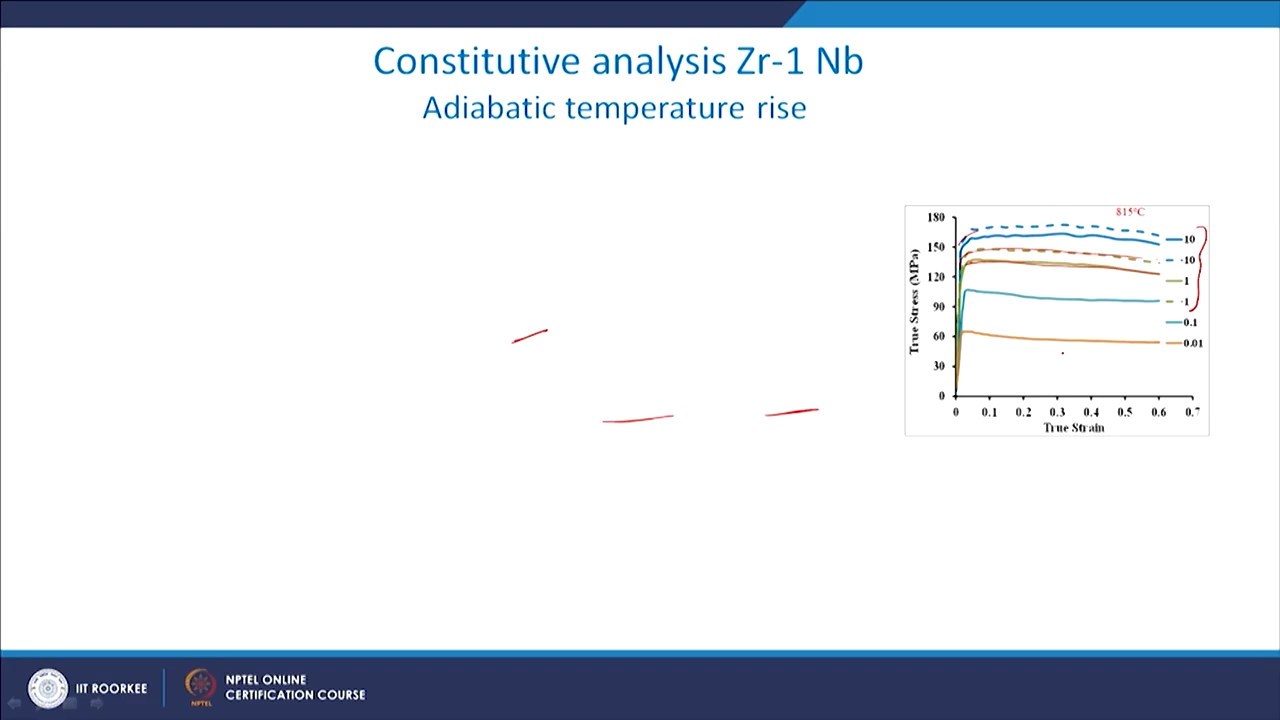 Constitutive analysis Zr-1 Nb
Adiabatic temperature rise
815°C
180
150
120
90
60
30
0
True Stress (MPa)
0 0.1 0.2 0.3 0.4 0.5 0.6 0.7
True Strain
10
10
1
1
0.1
0.01
IIT ROORKEE
NPTEL
NPTEL ONLINE
CERTIFICATION COURSE